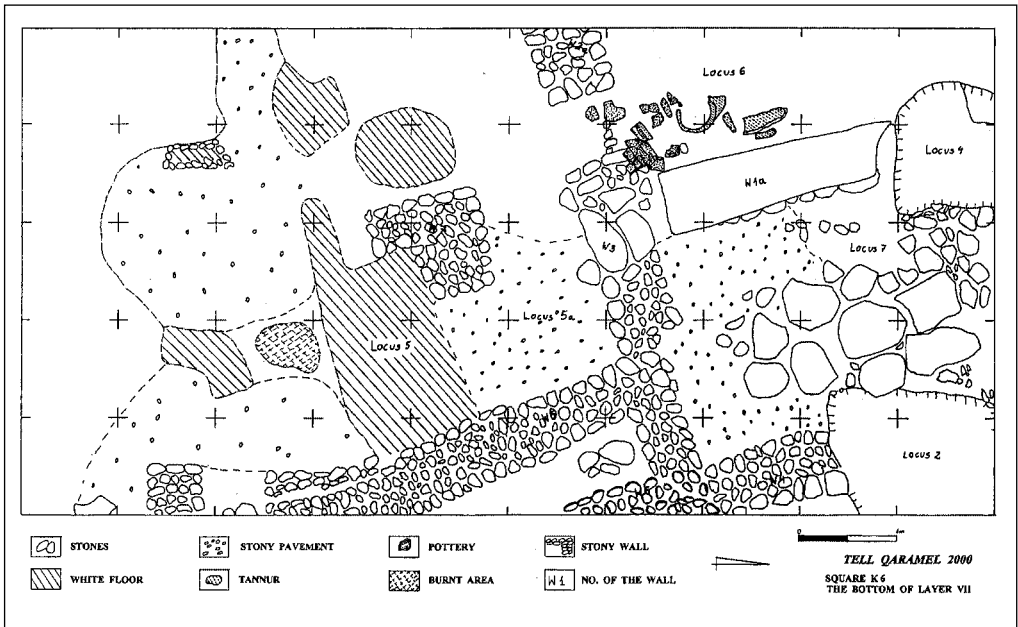 Locus 6
W1a
Locus 4
W3
Locus 7
Locus 5
Locus 5a
Locus 2
STONES
STONY PAVEMENT
POTTERY
STONY WALL
WHITE FLOOR
TANNUR
BURNT AREA
W1 NO. OF THE WALL
TELL QARAMEL 2000
SQUARE K6
THE BOTTOM OF LAYER VII